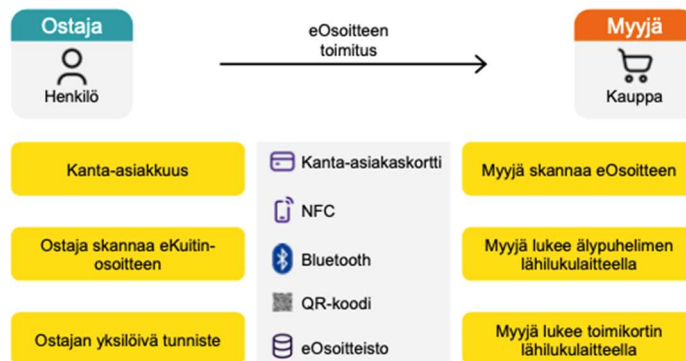 Ostaja
Henkilö
eOsoitteen
toimitus
Myyjä
Kauppa
Kanta-asiakkuus
Ostaja skannaa eKuitin-
osoitteen
Ostajan yksilöivä tunniste
Kanta-asiakaskortti
NFC
Bluetooth
QR-koodi
eOsoitteisto
Myyjä skannaa eOsoitteen
Myyjä lukee älypuhelimen
lähilukulaitteella
Myyjä lukee toimikortin
lähilukulaitteella